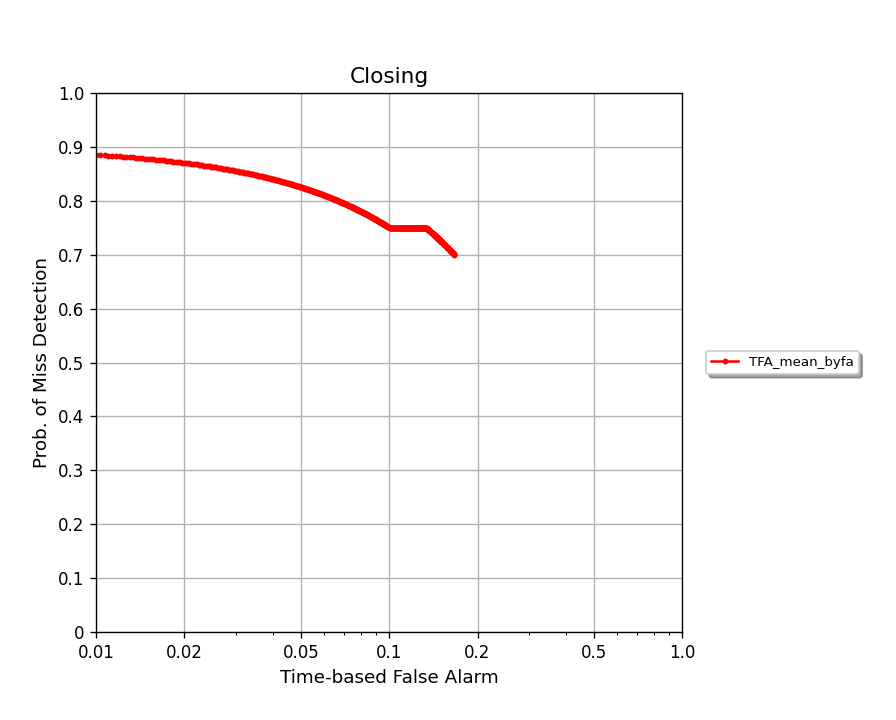 Closing
1.0
0.9
0.8
0.7
0.6
0.5
0.4
0.3
0.2
0.1
0
Prob. of Miss Detection
0.01 0.02 0.05 0.1 0.2 0.5 1.0
Time-based False Alarm
TFA_mean_byfa